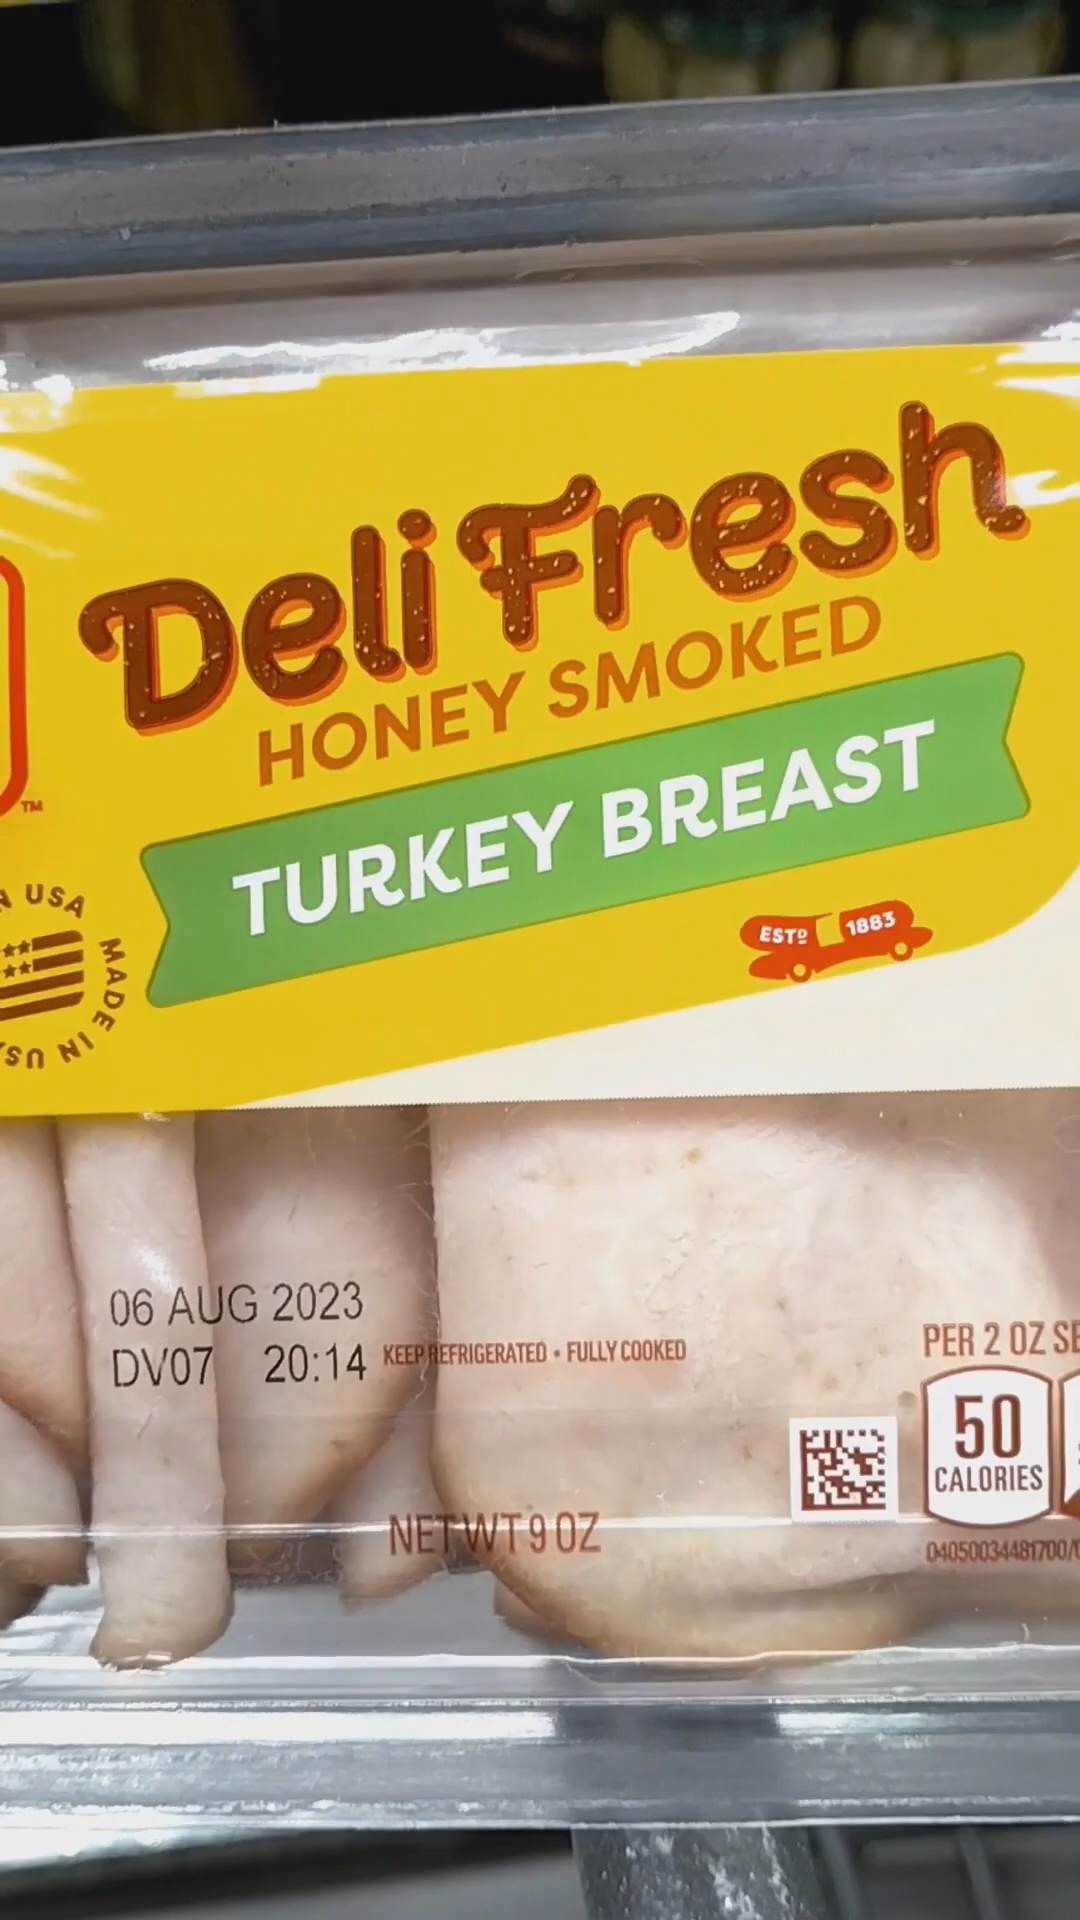 Deli Fresh
HONEY SMOKED
TURKEY BREAST
TM
USA
MADE IN
ESTD 1883
06 AUG 2023
DV07 20:14
KEEP REFRIGERATED • FULLY COOKED
PER 2 OZ
50
CALORIES
NET WT 9 OZ
04050034481700/